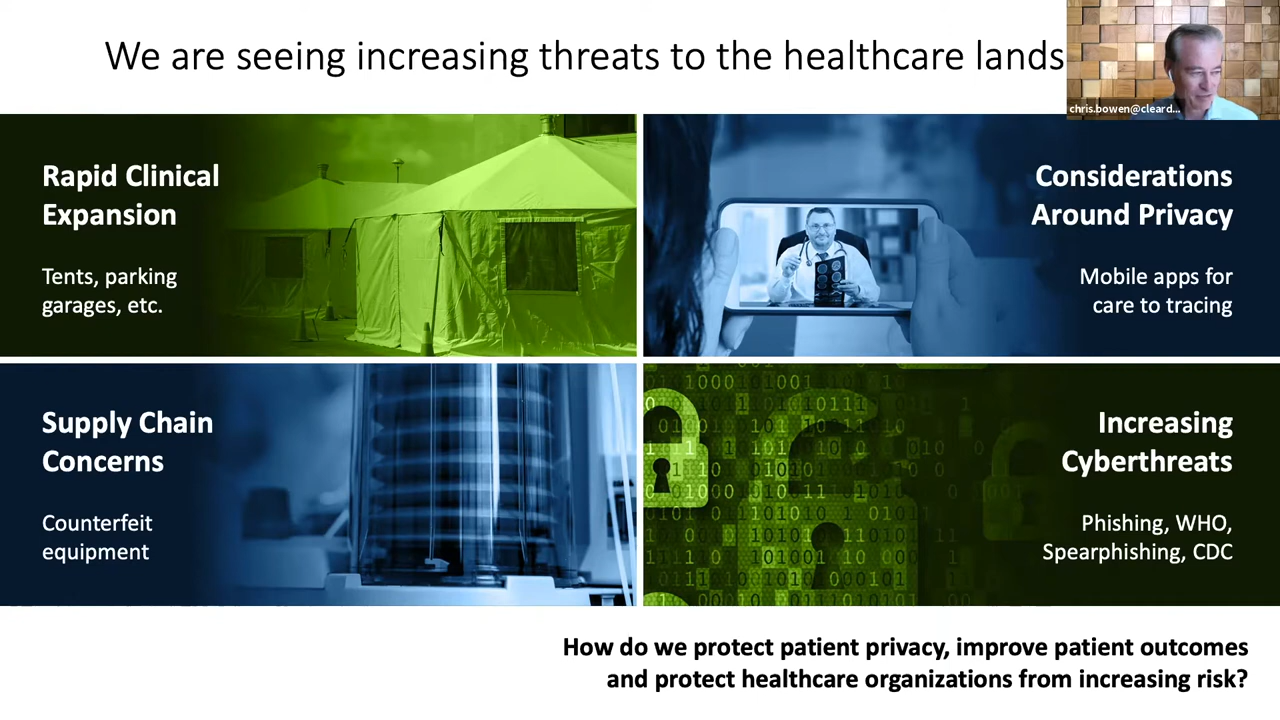 We are seeing increasing threats to the healthcare lands
chris.bowen@cleard...
Rapid Clinical
Expansion
Tents, parking
garages, etc.
Considerations
Around Privacy
Mobile apps for
care to tracing
Supply Chain
Concerns
Counterfeit
equipment
Increasing
Cyberthreats
Phishing, WHO,
Spearphishing, CDC
How do we protect patient privacy, improve patient outcomes
and protect healthcare organizations from increasing risk?